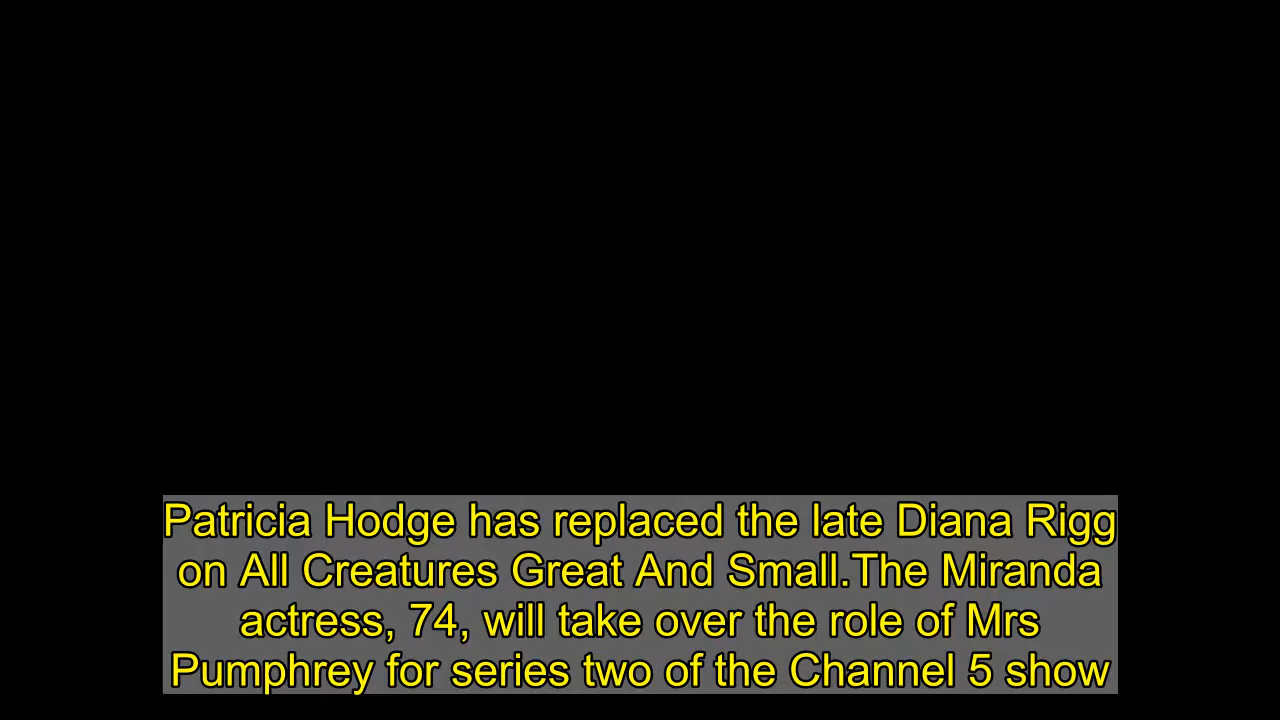 Patricia Hodge has replaced the late Diana Rigg
on All Creatures Great And Small.The Miranda
actress, 74, will take over the role of Mrs
Pumphrey for series two of the Channel 5 show